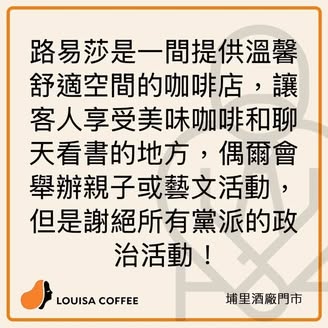 路易莎是一間提供溫馨
舒適空間的咖啡店，讓
客人享受美味咖啡和聊
天看書的地方，偶爾會
舉辦親子或藝文活動，
但是謝絕所有黨派的政
治活動！
LOUISA COFFEE
埔里酒廠門市